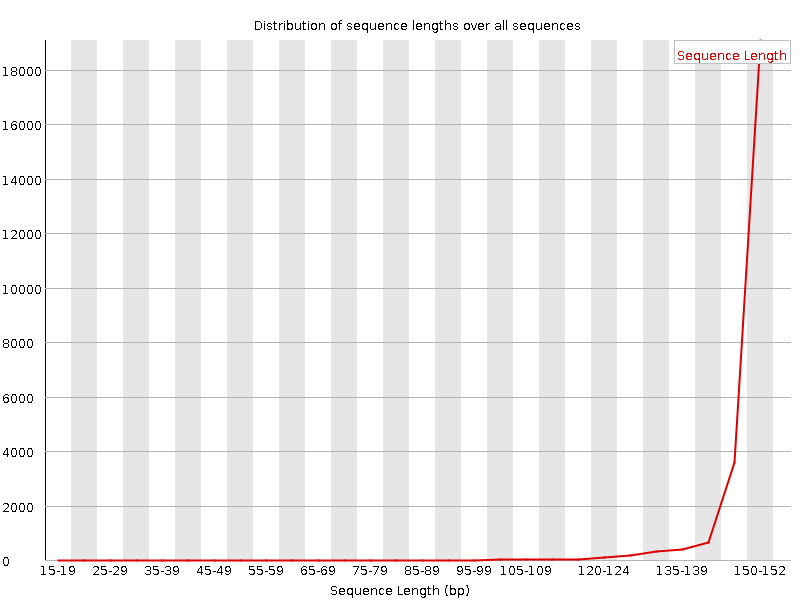 Distribution of sequence lengths over all sequences
Sequence Length
18000
16000
14000
12000
10000
8000
6000
4000
2000
0
15-19 25-29 35-39 45-49 55-59 65-69 75-79 85-89 95-99 105-109 120-124 135-139 150-152
Sequence Length (bp)